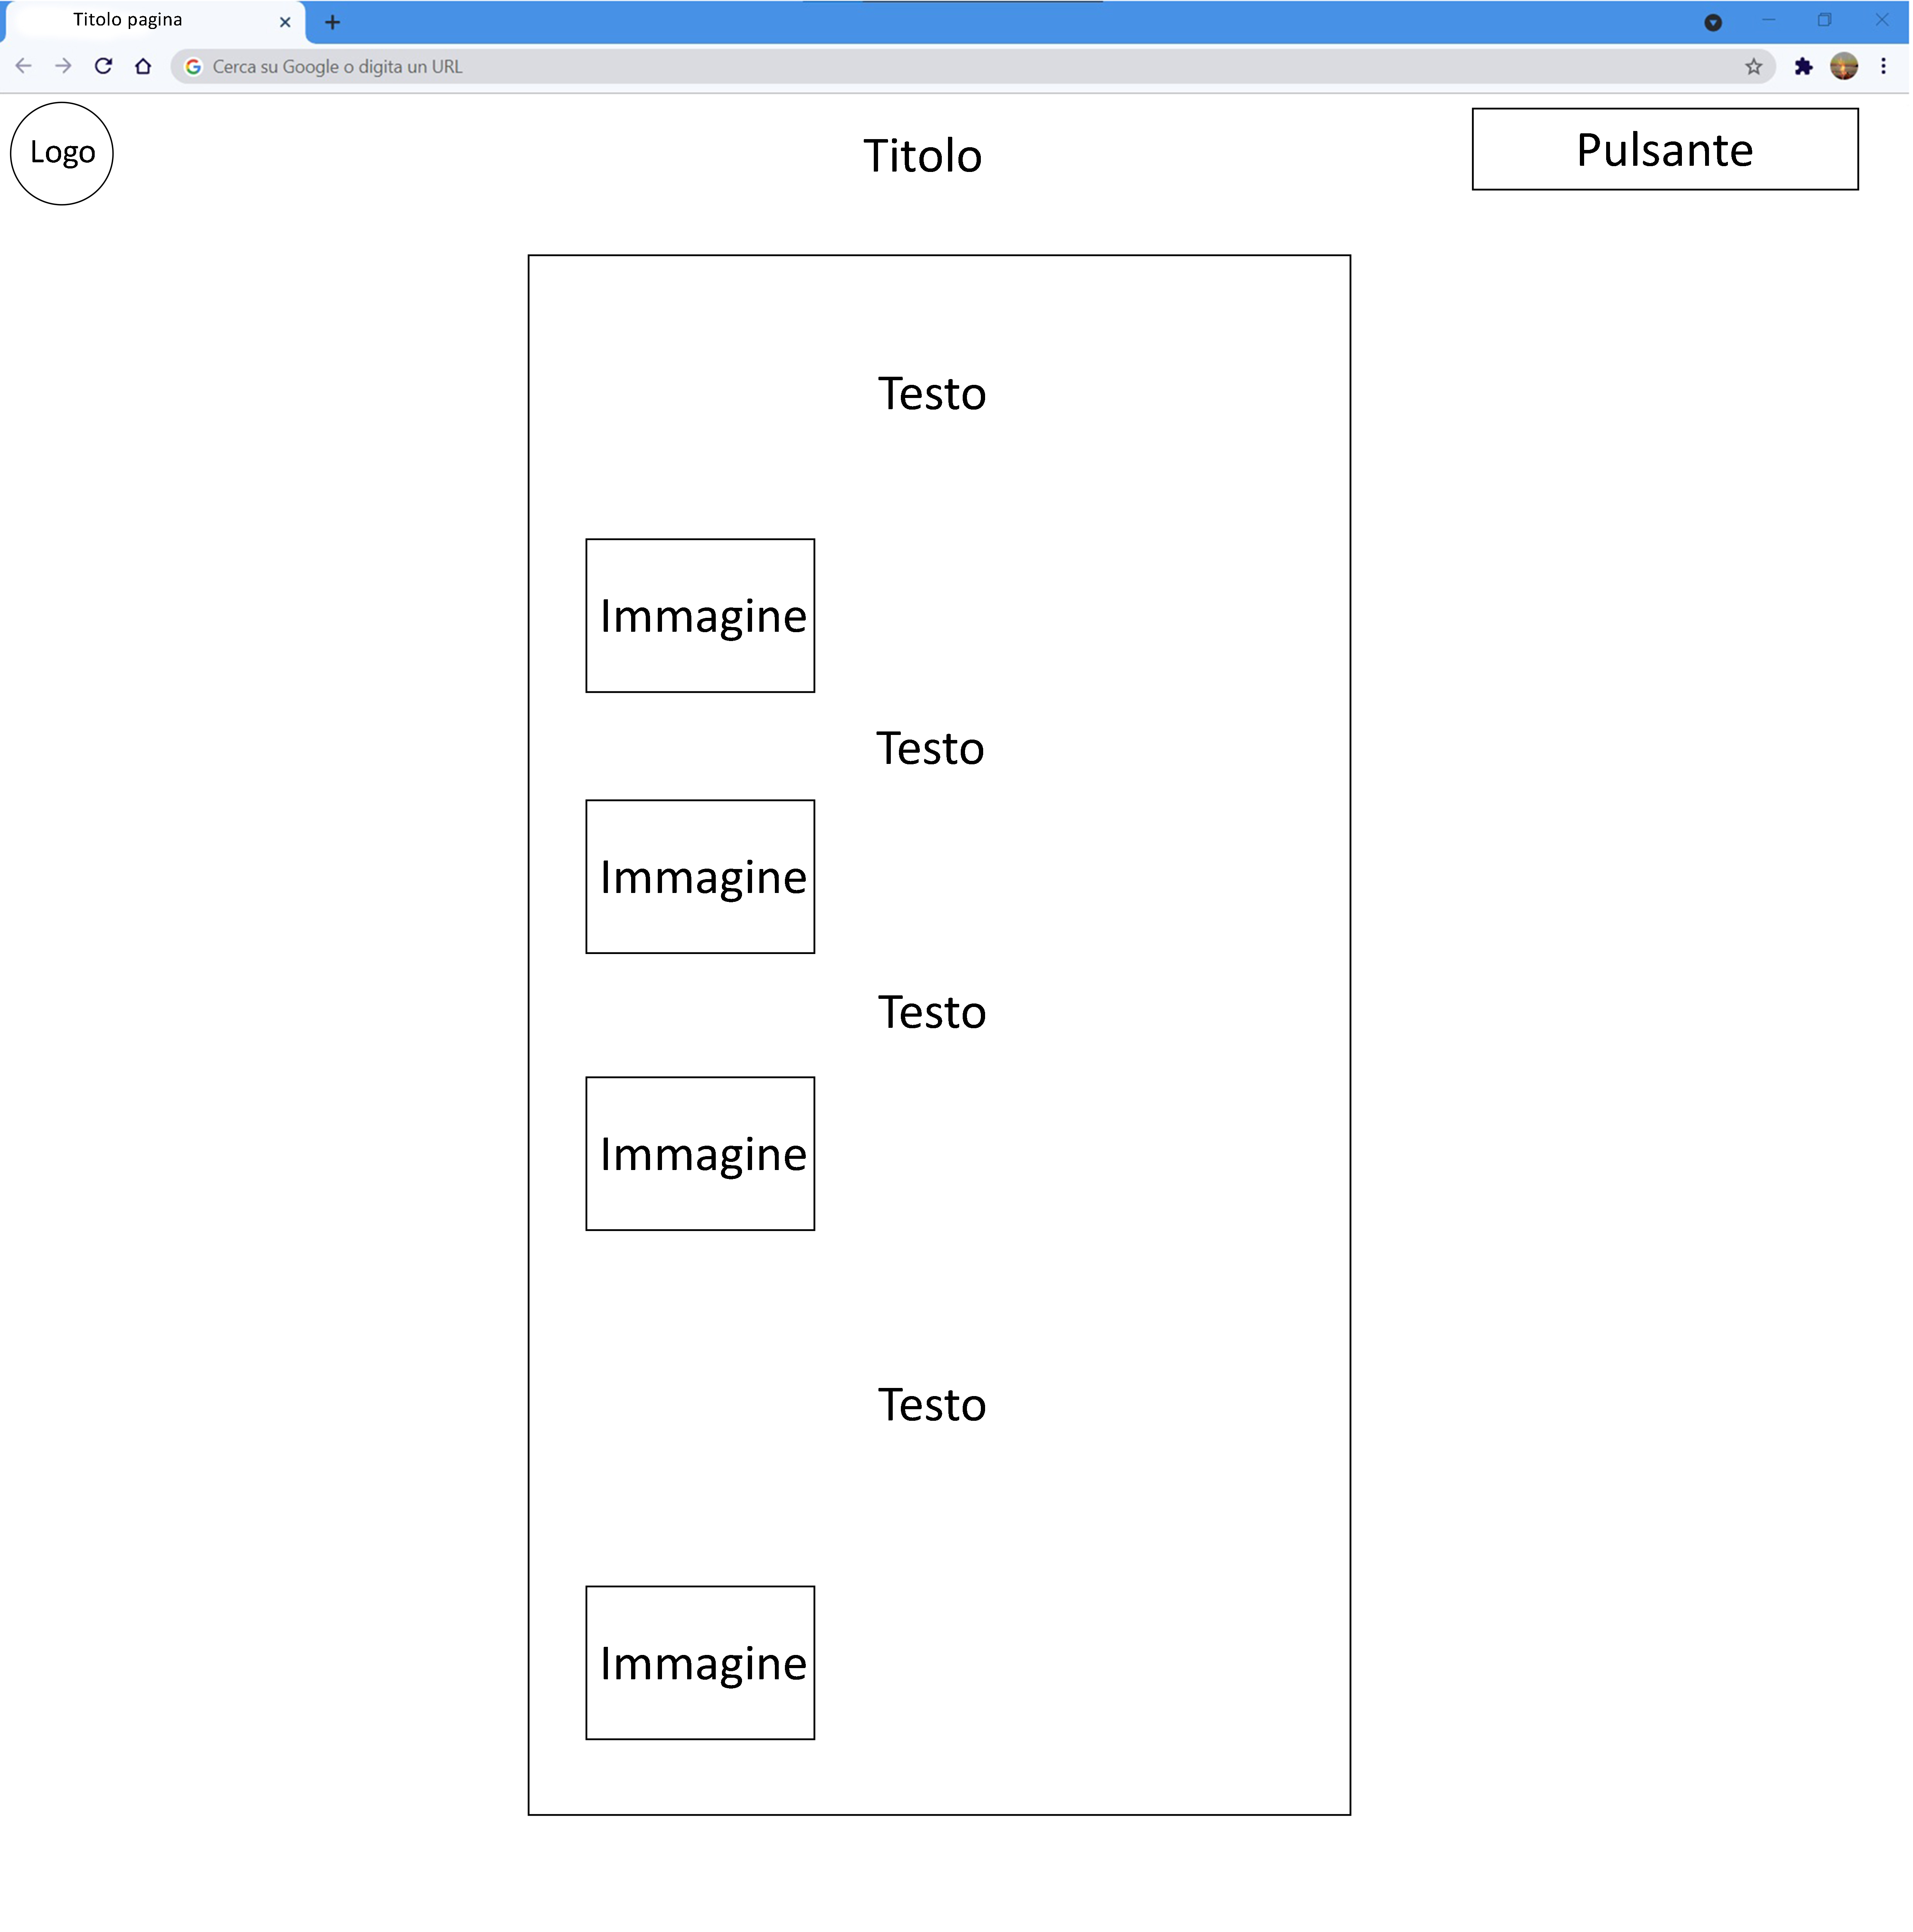 Titolo pagina
Cerca su Google o digita un URL
Logo
Titolo
Pulsante
Testo
Immagine
Testo
Immagine
Testo
Immagine
Testo
Immagine